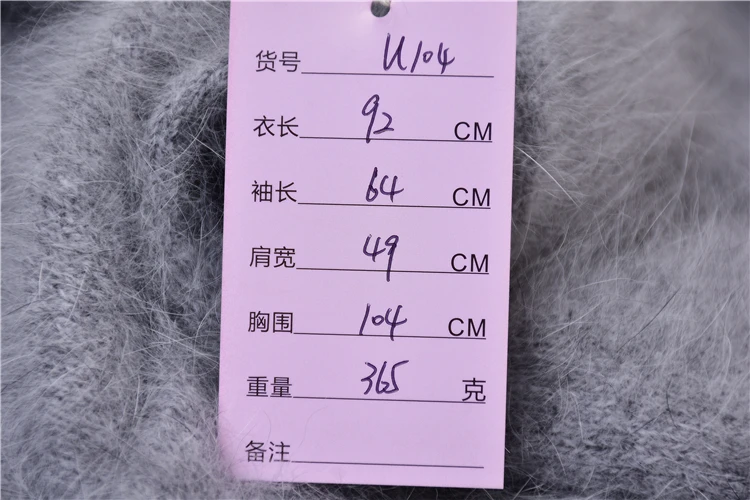 货号 U104
衣长 92 CM
袖长 64 CM
肩宽 49 CM
胸围 104 CM
重量 365 克
备注